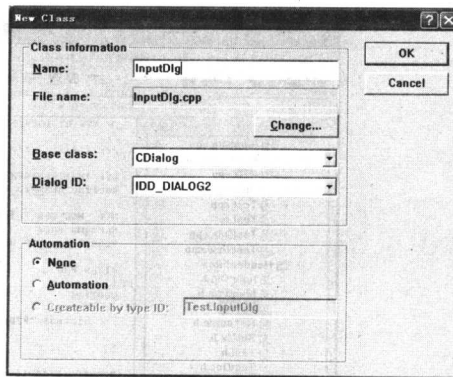 New Class
Class information
Name: InputDlg
File name: InputDlg.cpp
Change...
Base class: CDialog
Dialog ID: IDD_DIALOG2
Automation
None
Automation
Createable by type ID: Test.InputDlg
OK
Cancel